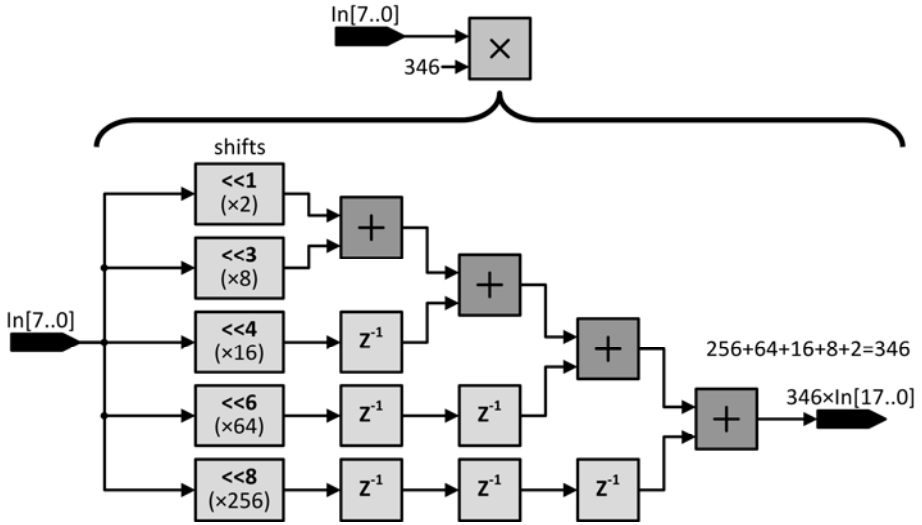 In[7..0]
346
×
shifts
<<1
(×2)
+
<<3
(×8)
+
In[7..0]
<<4
(×16)
Z⁻¹
+
256+64+16+8+2=346
<<6
(×64)
Z⁻¹
Z⁻¹
+
346×In[17..0]
<<8
(×256)
Z⁻¹
Z⁻¹
Z⁻¹